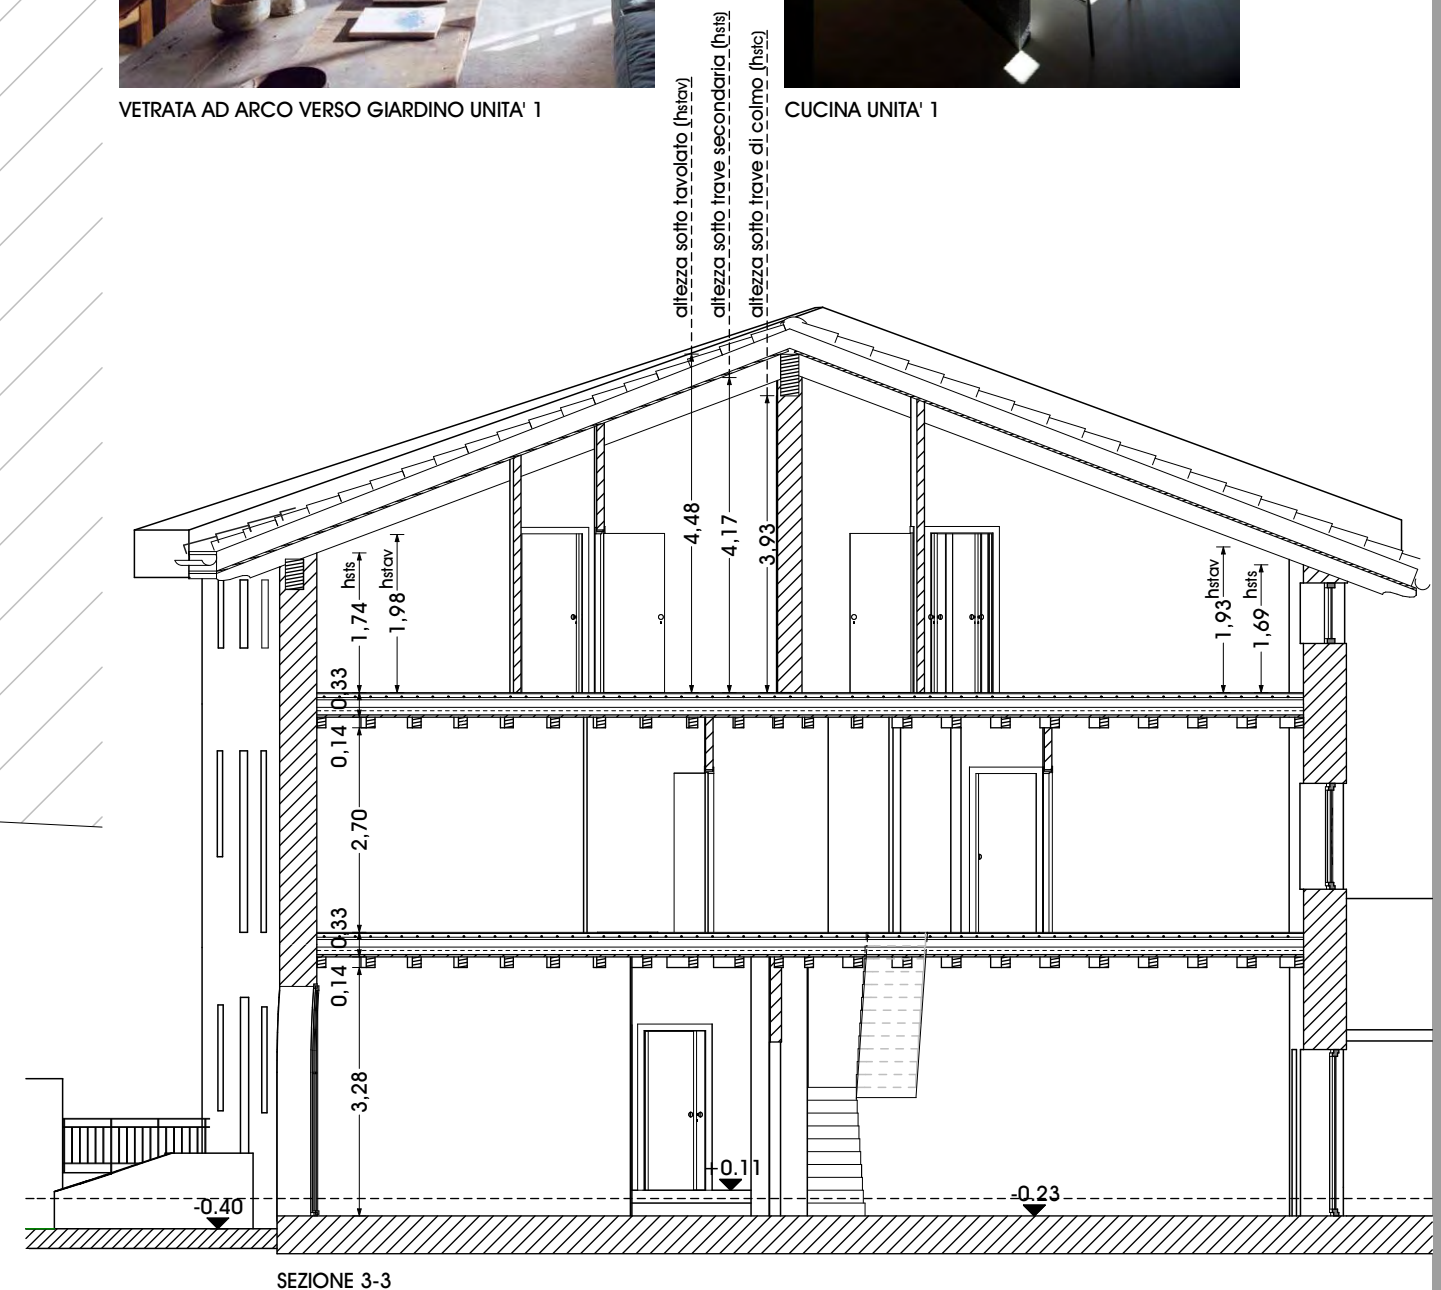 VETRATA AD ARCO VERSO GIARDINO UNITA' 1
CUCINA UNITA' 1
altezza sotto tavolato (hstav)
altezza sotto trave secondaria (hsts)
altezza sotto trave di colmo (hstc)
4,48
4,17
3,93
hsts
1,74
hstav
1,98
hstav
1,93
hsts
1,69
0,33
0,14
2,70
0,33
0,14
3,28
+0.11
-0.40
-0.23
SEZIONE 3-3